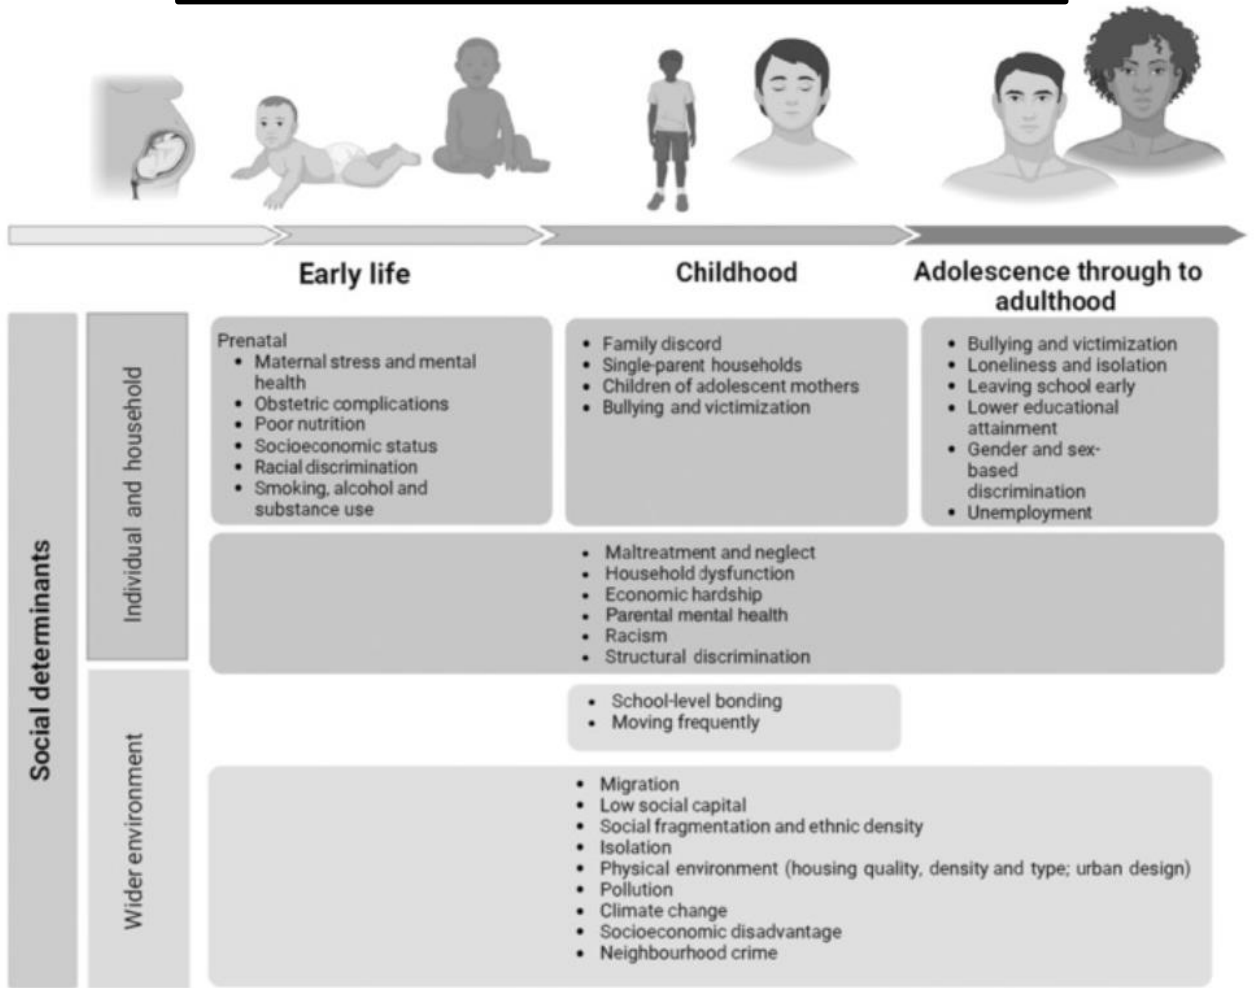 Early life
Childhood
Adolescence through to
adulthood
Social determinants
Individual and household
Prenatal
• Maternal stress and mental
health
• Obstetric complications
• Poor nutrition
• Socioeconomic status
• Racial discrimination
• Smoking, alcohol and
substance use
• Family discord
• Single-parent households
• Children of adolescent mothers
• Bullying and victimization
• Bullying and victimization
• Loneliness and isolation
• Leaving school early
• Lower educational
attainment
• Gender and sex-
based
discrimination
• Unemployment
• Maltreatment and neglect
• Household dysfunction
• Economic hardship
• Parental mental health
• Racism
• Structural discrimination
Wider environment
• School-level bonding
• Moving frequently
• Migration
• Low social capital
• Social fragmentation and ethnic density
• Isolation
• Physical environment (housing quality, density and type; urban design)
• Pollution
• Climate change
• Socioeconomic disadvantage
• Neighbourhood crime